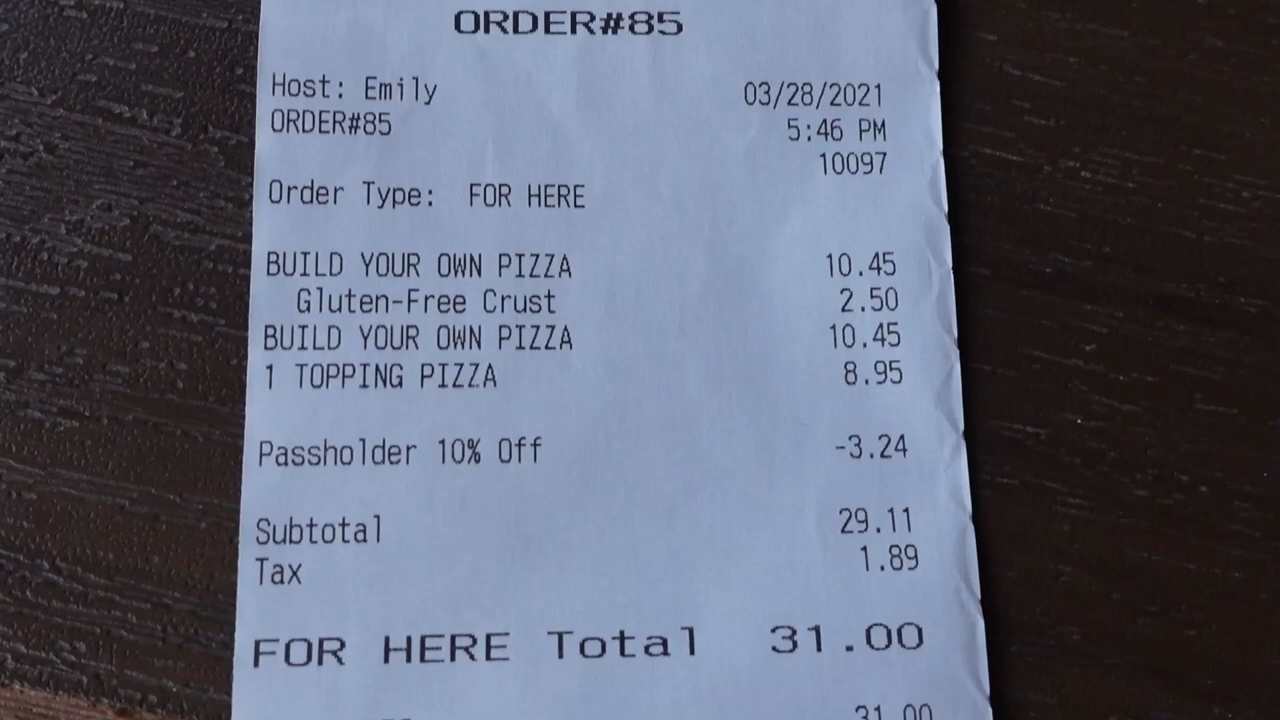 ORDER#85
Host: Emily 03/28/2021
ORDER#85 5:46 PM
10097
Order Type: FOR HERE
BUILD YOUR OWN PIZZA 10.45
Gluten-Free Crust 2.50
BUILD YOUR OWN PIZZA 10.45
1 TOPPING PIZZA 8.95
Passholder 10% Off -3.24
Subtotal 29.11
Tax 1.89
FOR HERE Total 31.00
31.00